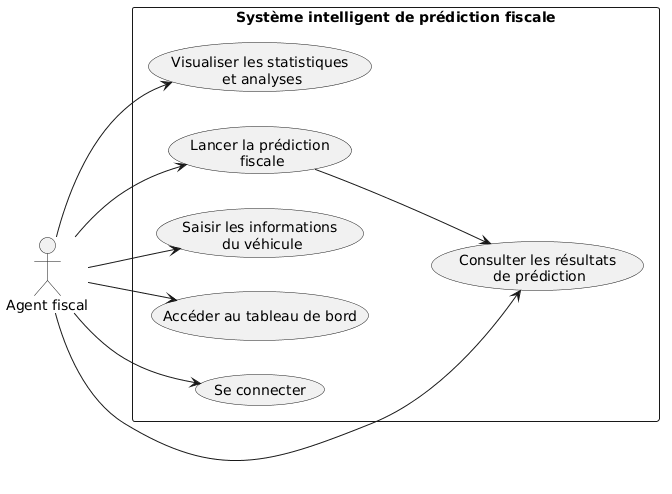 Système intelligent de prédiction fiscale
Visualiser les statistiques
et analyses
Lancer la prédiction
fiscale
Saisir les informations
du véhicule
Consulter les résultats
de prédiction
Agent fiscal
Accéder au tableau de bord
Se connecter